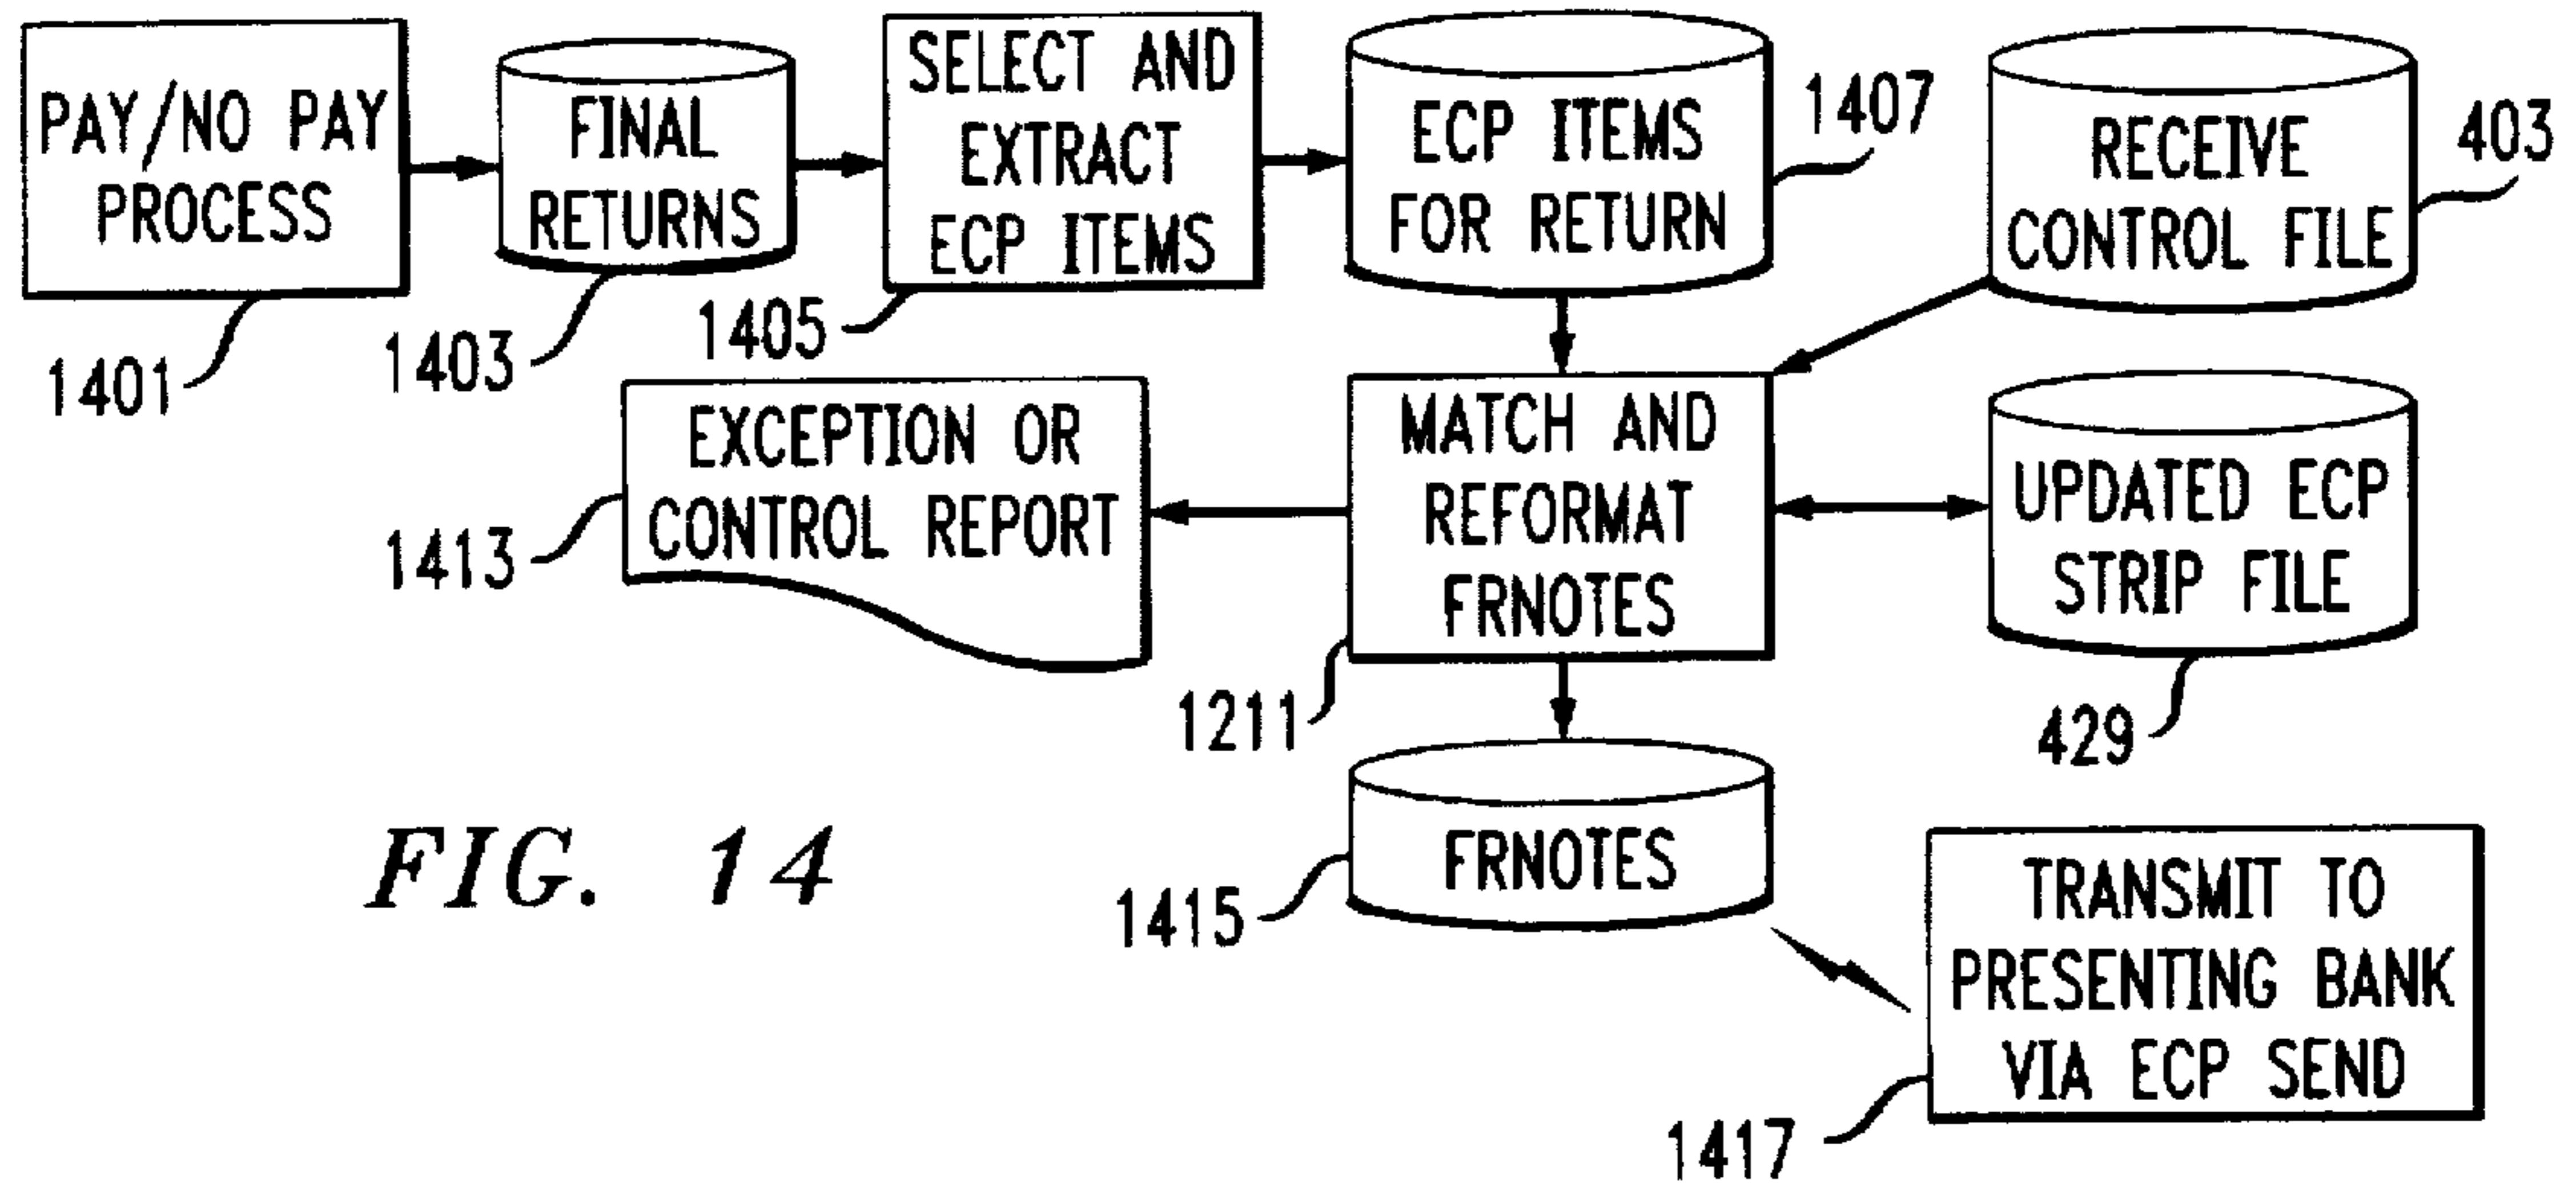 PAY/NO PAY
PROCESS
1401
FINAL
RETURNS
1403
SELECT AND
EXTRACT
ECP ITEMS
1405
ECP ITEMS
FOR RETURN
1407
RECEIVE
CONTROL FILE
403
EXCEPTION OR
CONTROL REPORT
1413
MATCH AND
REFORMAT
FRNOTES
1211
UPDATED ECP
STRIP FILE
429
FRNOTES
1415
TRANSMIT TO
PRESENTING BANK
VIA ECP SEND
1417
FIG. 14